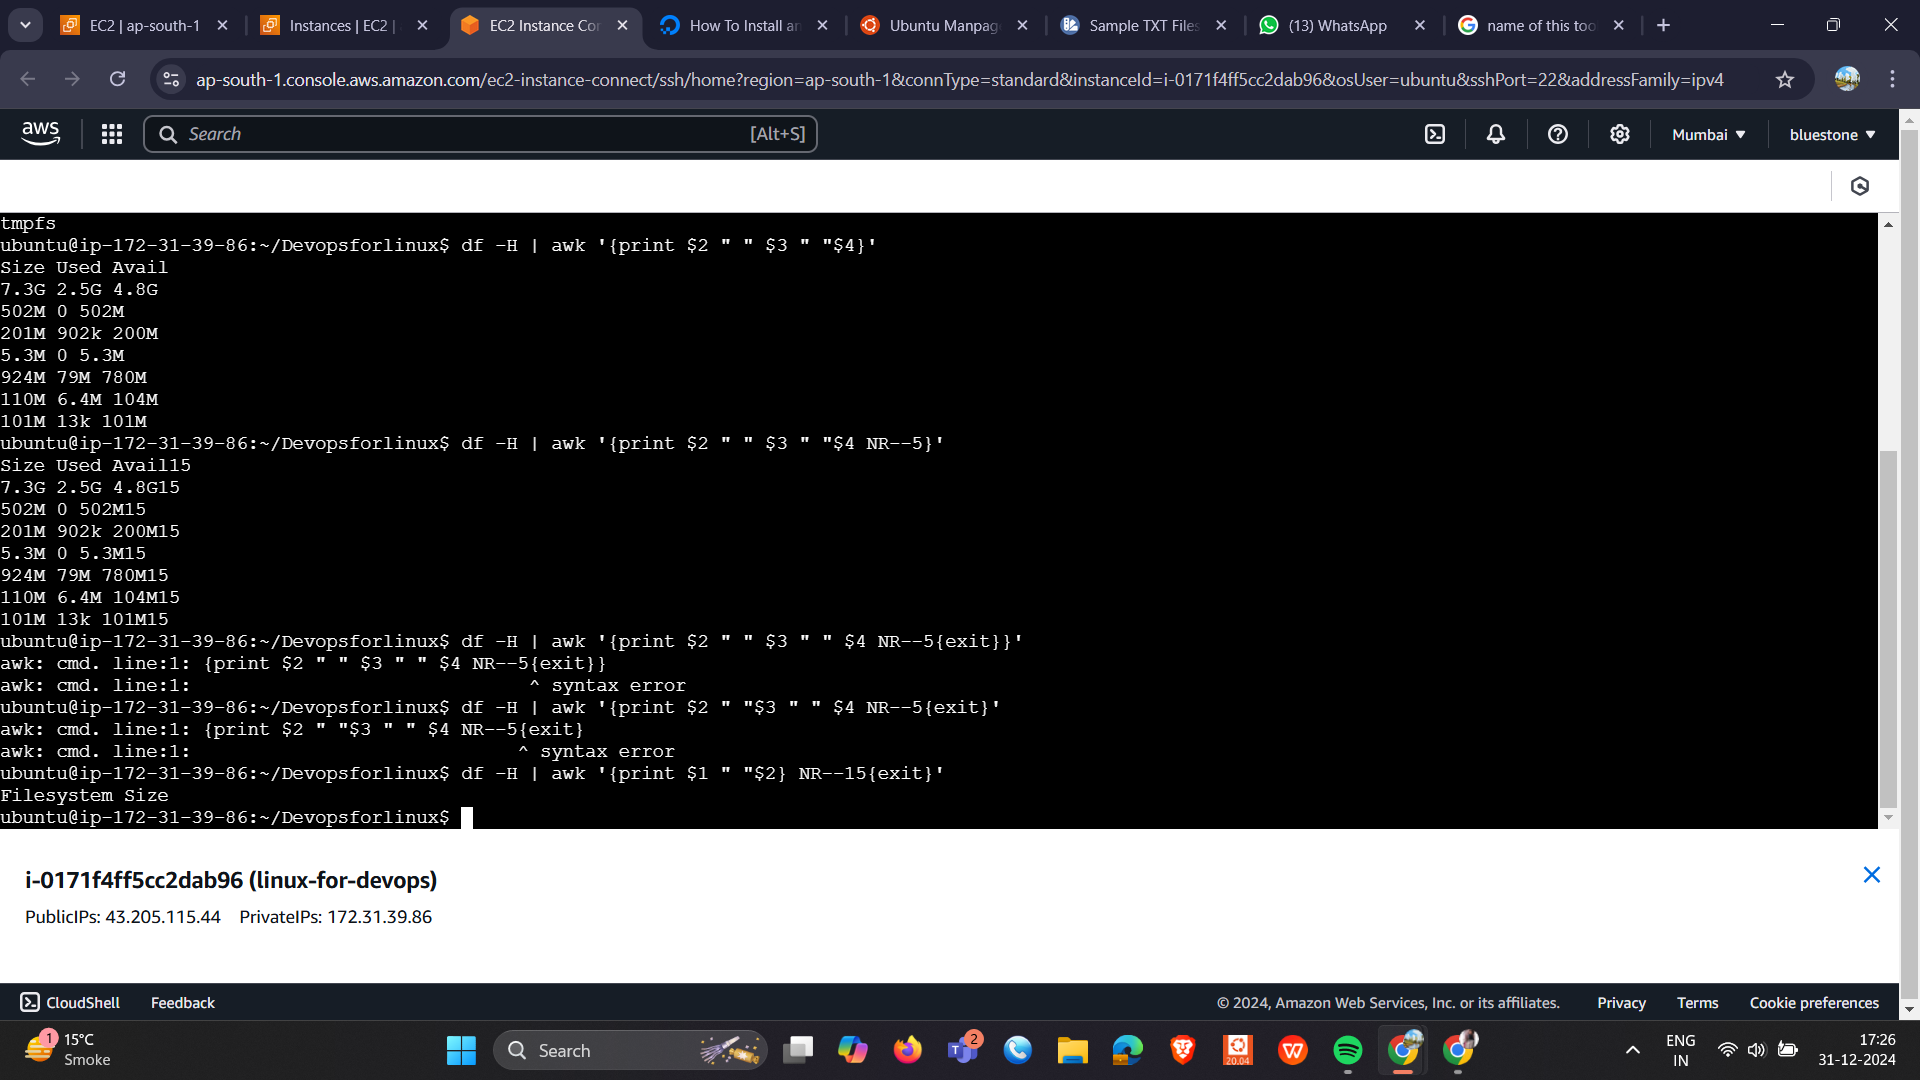 EC2 | ap-south-1
Instances | EC2 |
EC2 Instance Con
How To Install an
Ubuntu Manpag
Sample TXT Files
(13) WhatsApp
name of this too
ap-south-1.console.aws.amazon.com/ec2-instance-connect/ssh/home?region=ap-south-1&connType=standard&instanceId=i-0171f4ff5cc2dab96&osUser=ubuntu&sshPort=22&addressFamily=ipv4
aws
Search [Alt+S]
Mumbai
bluestone
tmpfs
ubuntu@ip-172-31-39-86:~/Devopsforlinux$ df -H | awk '{print $2 " " $3 " "$4}'
Size Used Avail
7.3G 2.5G 4.8G
502M 0 502M
201M 902k 200M
5.3M 0 5.3M
924M 79M 780M
110M 6.4M 104M
101M 13k 101M
ubuntu@ip-172-31-39-86:~/Devopsforlinux$ df -H | awk '{print $2 " " $3 " "$4 NR--5}'
Size Used Avail15
7.3G 2.5G 4.8G15
502M 0 502M15
201M 902k 200M15
5.3M 0 5.3M15
924M 79M 780M15
110M 6.4M 104M15
101M 13k 101M15
ubuntu@ip-172-31-39-86:~/Devopsforlinux$ df -H | awk '{print $2 " " $3 " " $4 NR--5{exit}}'
awk: cmd. line:1: {print $2 " " $3 " " $4 NR--5{exit}}
awk: cmd. line:1: ^ syntax error
ubuntu@ip-172-31-39-86:~/Devopsforlinux$ df -H | awk '{print $2 " "$3 " " $4 NR--5{exit}'
awk: cmd. line:1: {print $2 " "$3 " " $4 NR--5{exit}
awk: cmd. line:1: ^ syntax error
ubuntu@ip-172-31-39-86:~/Devopsforlinux$ df -H | awk '{print $1 " "$2} NR--15{exit}'
Filesystem Size
ubuntu@ip-172-31-39-86:~/Devopsforlinux$
i-0171f4ff5cc2dab96 (linux-for-devops)
PublicIPs: 43.205.115.44 PrivateIPs: 172.31.39.86
CloudShell Feedback © 2024, Amazon Web Services, Inc. or its affiliates. Privacy Terms Cookie preferences
1
15°C
Smoke
Search
2
20.04
ENG
IN
17:26
31-12-2024